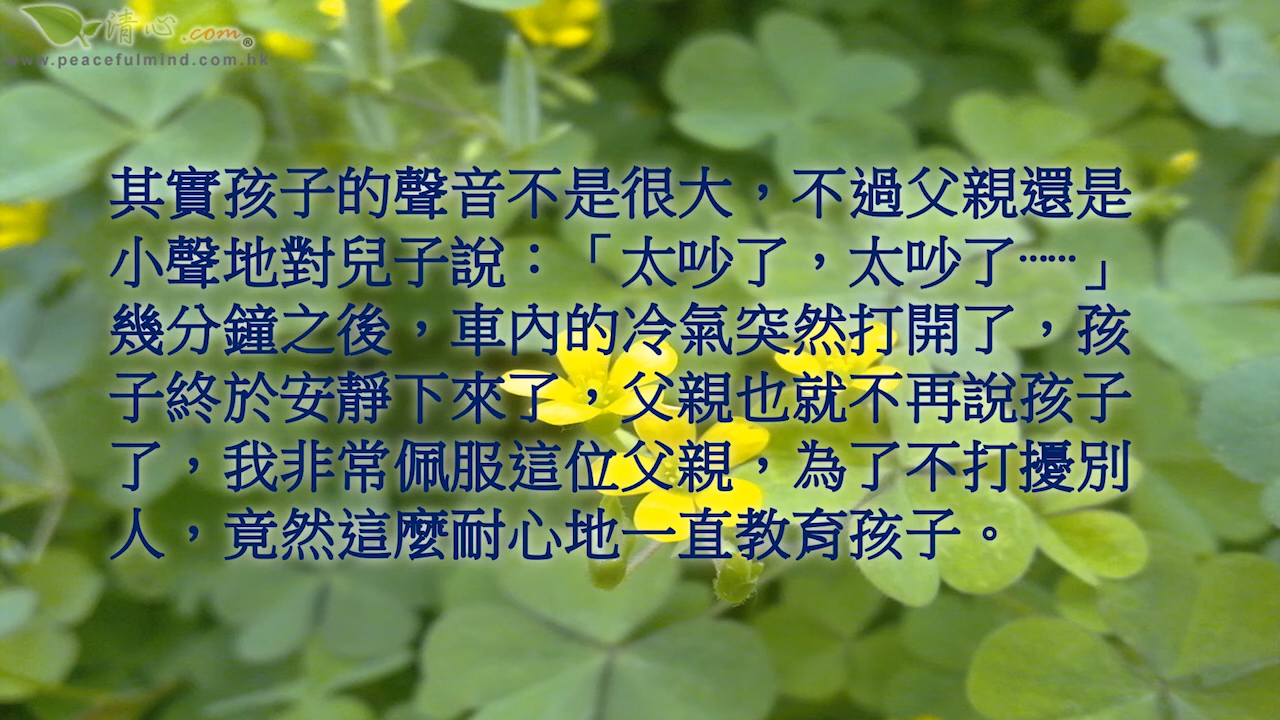 清心.com®
www.peacefulmind.com.hk
其實孩子的聲音不是很大，不過父親還是
小聲地對兒子說：「太吵了，太吵了……」
幾分鐘之後，車內的冷氣突然打開了，孩
子終於安靜下來了，父親也就不再說孩子
了，我非常佩服這位父親，為了不打擾別
人，竟然這麼耐心地一直教育孩子。